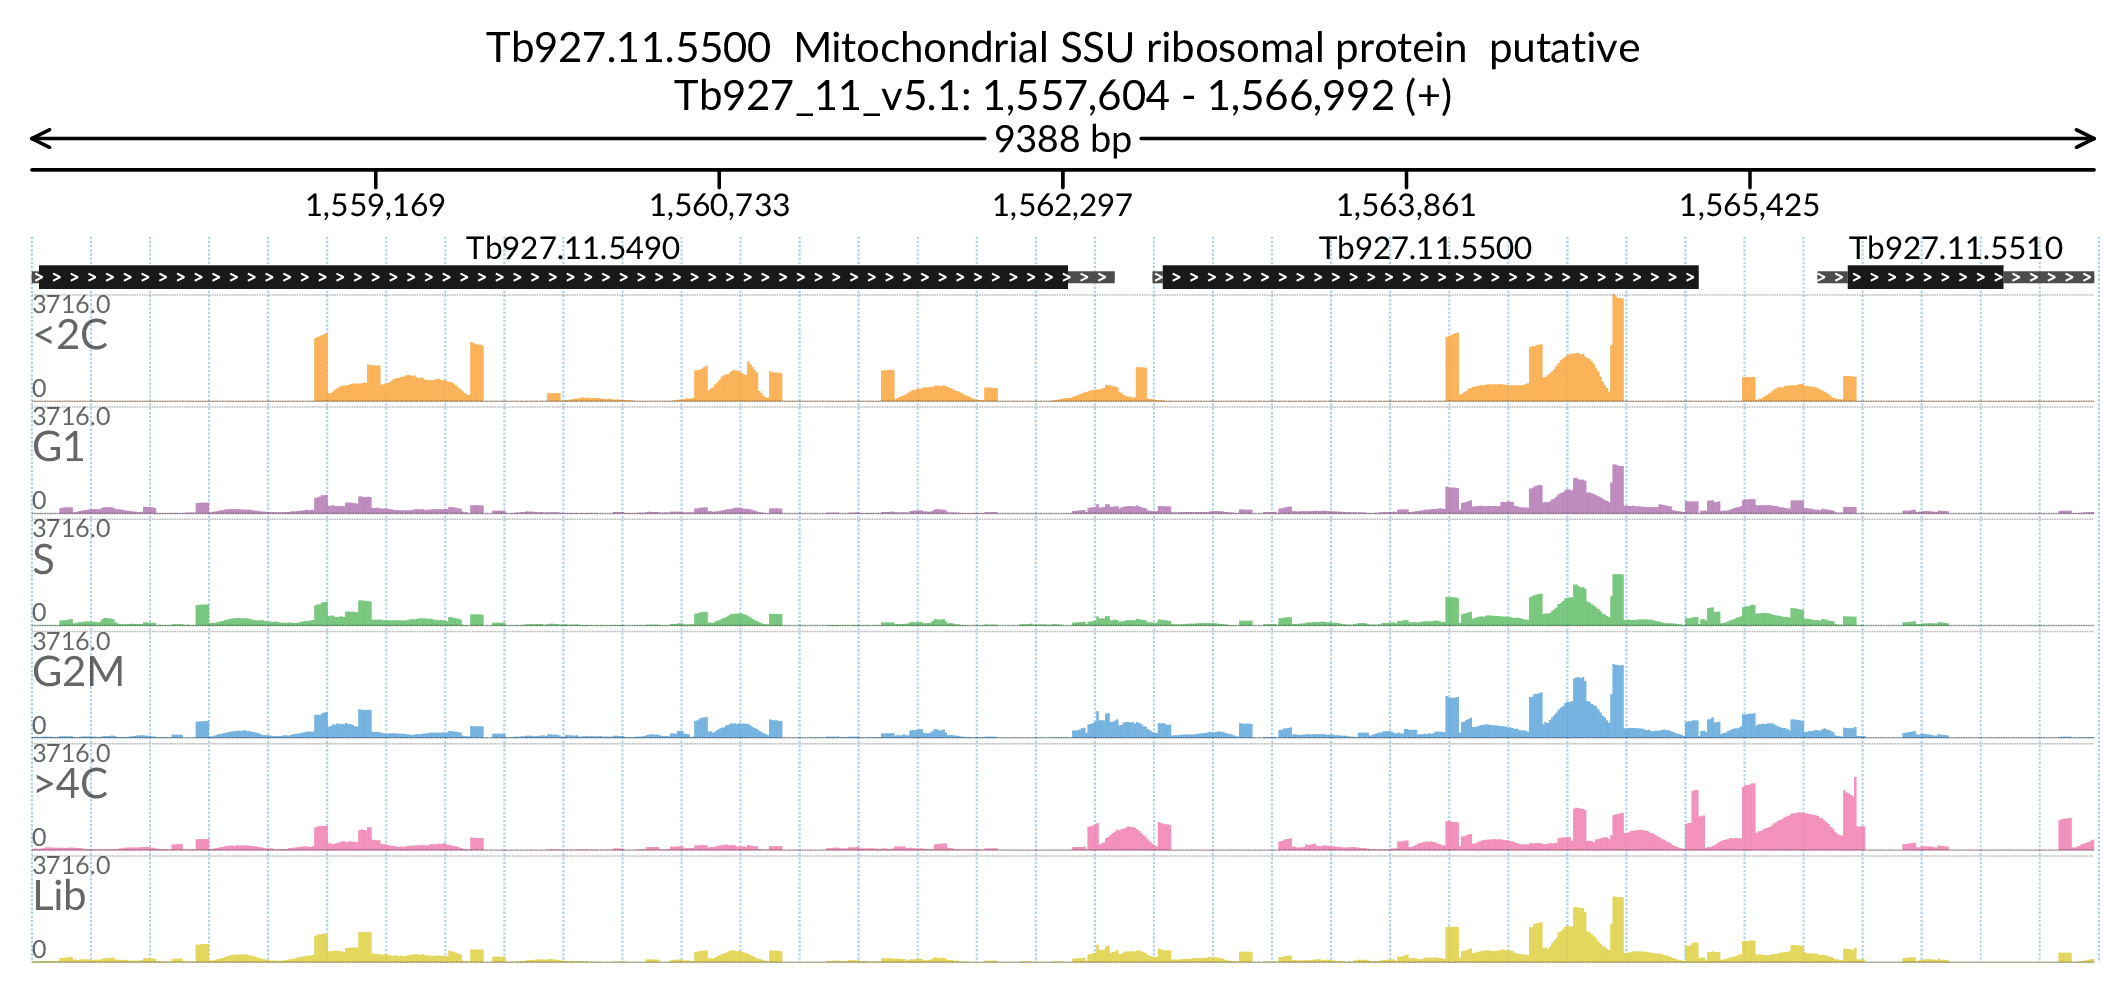 Tb927.11.5500  Mitochondrial SSU ribosomal protein  putative
Tb927_11_v5.1: 1,557,604 - 1,566,992 (+)
9388 bp
1,559,169 1,560,733 1,562,297 1,563,861 1,565,425
Tb927.11.5490 Tb927.11.5500 Tb927.11.5510
3716.0
<2C
0
3716.0
G1
0
3716.0
S
0
3716.0
G2M
0
3716.0
>4C
0
3716.0
Lib
0